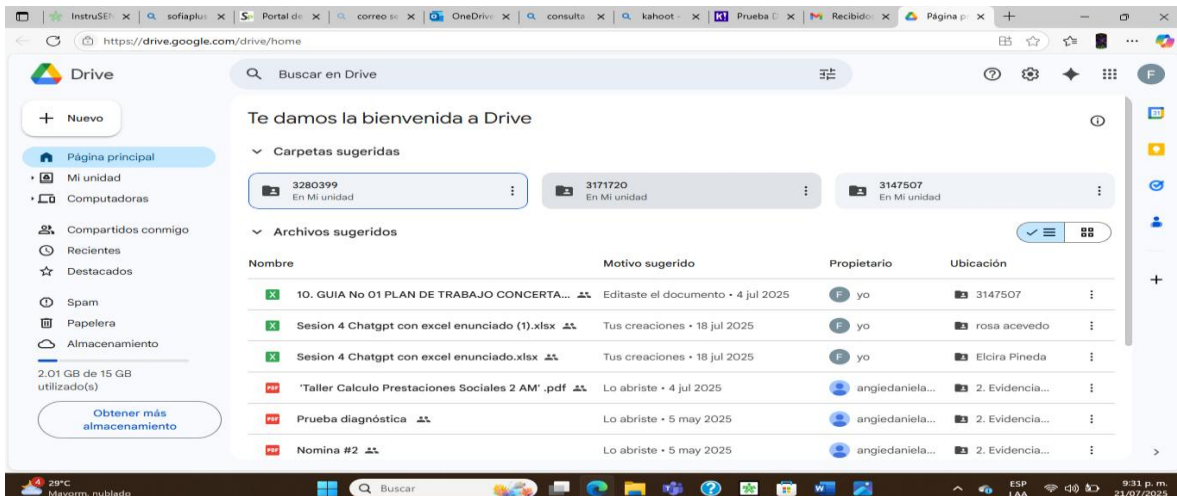 InstruSEN
sofiaplus
Portal de
correo se
OneDrive
consulta
kahoot -
Prueba D
Recibidos
Página pr
https://drive.google.com/drive/home
Drive
Buscar en Drive
F
Nuevo
Te damos la bienvenida a Drive
Página principal
Mi unidad
Computadoras
Compartidos conmigo
Recientes
Destacados
Spam
Papelera
Almacenamiento
2.01 GB de 15 GB
utilizado(s)
Obtener más
almacenamiento
Carpetas sugeridas
3280399
En Mi unidad
3171720
En Mi unidad
3147507
En Mi unidad
Archivos sugeridos
Nombre Motivo sugerido Propietario Ubicación
10. GUIA No 01 PLAN DE TRABAJO CONCERTA... Editaste el documento • 4 jul 2025 F yo 3147507
Sesion 4 Chatgpt con excel enunciado (1).xlsx Tus creaciones • 18 jul 2025 F yo rosa acevedo
Sesion 4 Chatgpt con excel enunciado.xlsx Tus creaciones • 18 jul 2025 F yo Elcira Pineda
'Taller Calculo Prestaciones Sociales 2 AM' .pdf Lo abriste • 4 jul 2025 angiedaniela... 2. Evidencia...
Prueba diagnóstica Lo abriste • 5 may 2025 angiedaniela... 2. Evidencia...
Nomina #2 Lo abriste • 5 may 2025 angiedaniela... 2. Evidencia...
31
4
29°C
Mayorm. nublado
Buscar
ESP
LAA
9:31 p. m.
21/07/2025